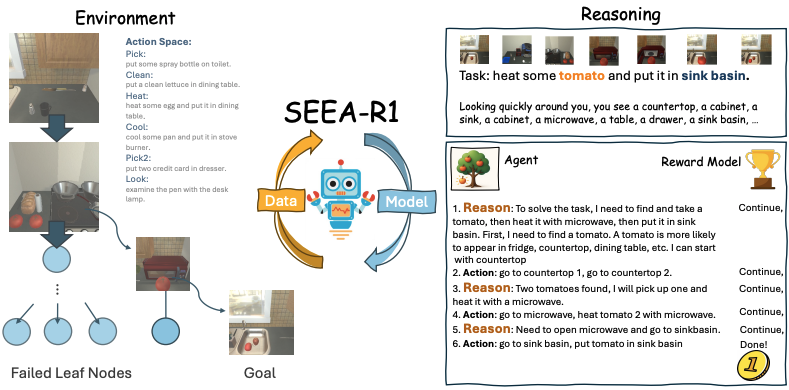 Environment
Action Space:
Pick:
put some spray bottle on toilet.
Clean:
put a clean lettuce in dining table.
Heat:
heat some egg and put it in dining
table.
Cool:
cool some pan and put it in stove
burner.
Pick2:
put two credit card in dresser.
Look:
examine the pen with the desk
lamp.
Failed Leaf Nodes
Goal
SEEA-R1
Data
Model
Reasoning
Task: heat some tomato and put it in sink basin.
Looking quickly around you, you see a countertop, a cabinet, a
sink, a cabinet, a microwave, a table, a drawer, a sink basin, ...
Agent
Reward Model
1. Reason: To solve the task, I need to find and take a
tomato, then heat it with microwave, then put it in sink
basin. First, I need to find a tomato. A tomato is more likely
to appear in fridge, countertop, dining table, etc. I can start
with countertop
Continue,
2. Action: go to countertop 1, go to countertop 2.
Continue,
3. Reason: Two tomatoes found, I will pick up one and
heat it with a microwave.
Continue,
4. Action: go to microwave, heat tomato 2 with microwave.
Continue,
5. Reason: Need to open microwave and go to sinkbasin.
Continue,
6. Action: go to sink basin, put tomato in sink basin
Done!
1